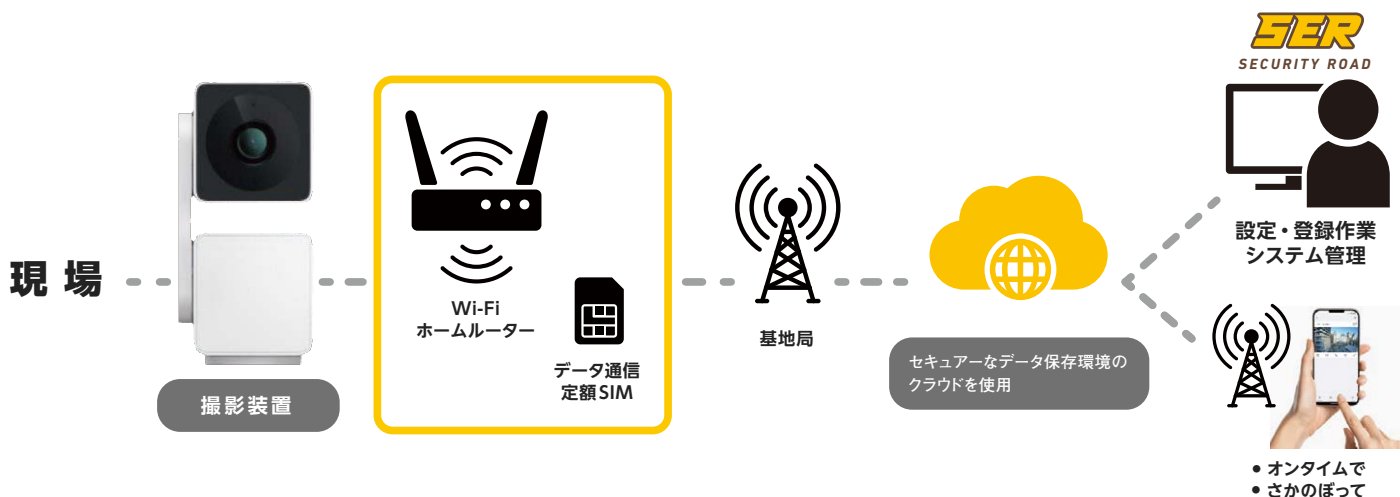 現場
撮影装置
Wi-Fi
ホームルーター
データ通信
定額SIM
基地局
セキュアーなデータ保存環境の
クラウドを使用
SER
SECURITY ROAD
設定・登録作業
システム管理
• オンタイムで
• さかのぼって